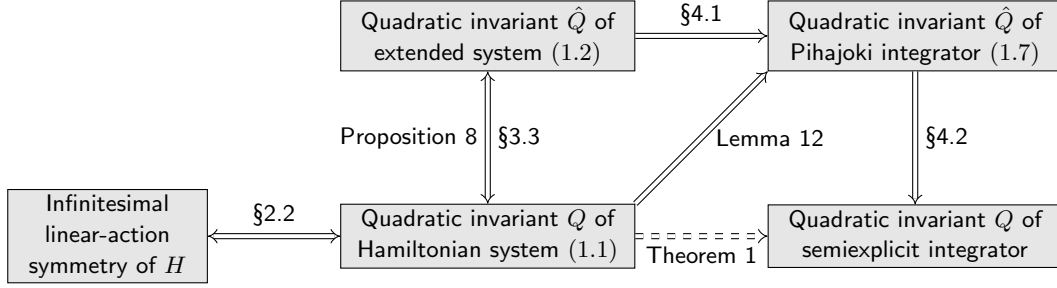 Quadratic invariant Q̂ of
extended system (1.2)
§4.1
Quadratic invariant Q̂ of
Pihajoki integrator (1.7)
Proposition 8
§3.3
Lemma 12
§4.2
Infinitesimal
linear-action
symmetry of H
§2.2
Quadratic invariant Q of
Hamiltonian system (1.1)
Theorem 1
Quadratic invariant Q of
semiexplicit integrator